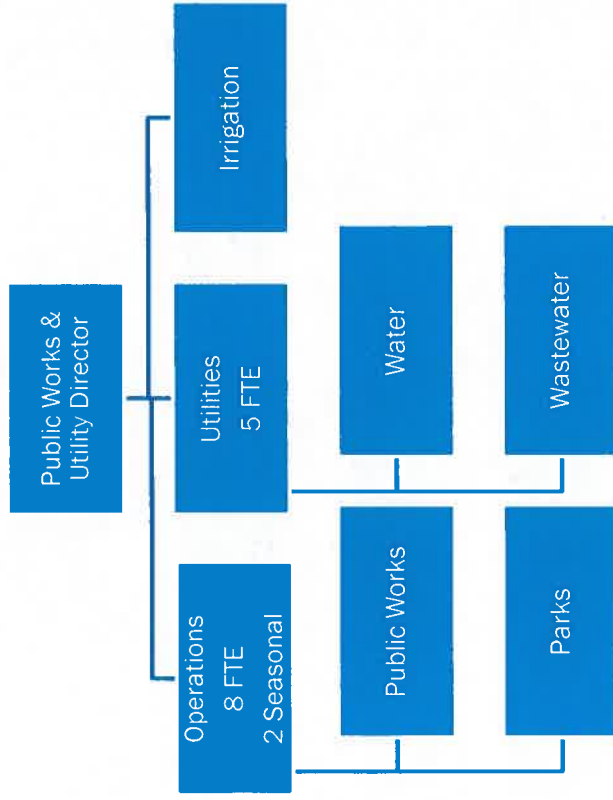 Public Works &
Utility Director
Operations
8 FTE
2 Seasonal
Utilities
5 FTE
Irrigation
Public Works
Water
Parks
Wastewater